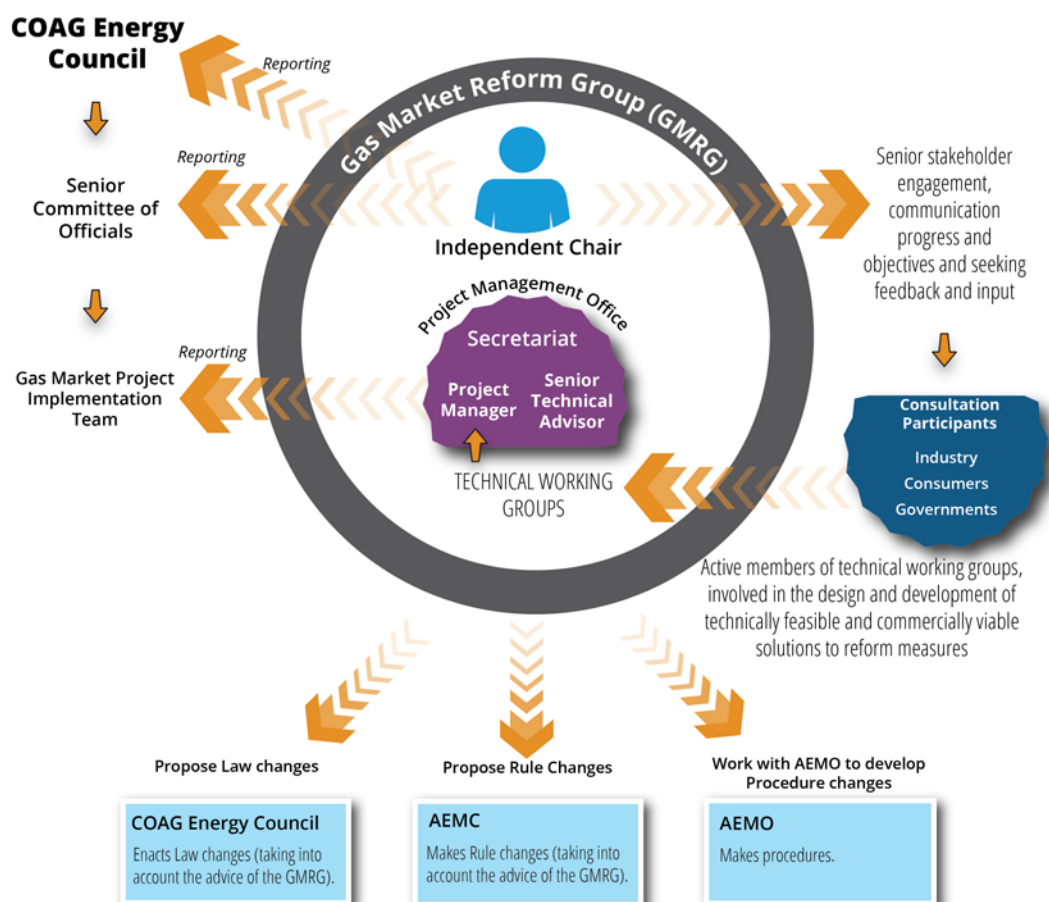 COAG Energy
Council
Reporting
Gas Market Reform Group (GMRG)
Reporting
Senior
Committee of
Officials
Independent Chair
Senior stakeholder
engagement,
communication
progress and
objectives and seeking
feedback and input
Project Management Office
Secretariat
Project
Manager
Senior
Technical
Advisor
Reporting
Gas Market Project
Implementation
Team
TECHNICAL WORKING
GROUPS
Consultation
Participants
Industry
Consumers
Governments
Active members of technical working groups,
involved in the design and development of
technically feasible and commercially viable
solutions to reform measures
Propose Law changes
Propose Rule Changes
Work with AEMO to develop
Procedure changes
COAG Energy Council
Enacts Law changes (taking into
account the advice of the GMRG).
AEMC
Makes Rule changes (taking into
account the advice of the GMRG).
AEMO
Makes procedures.